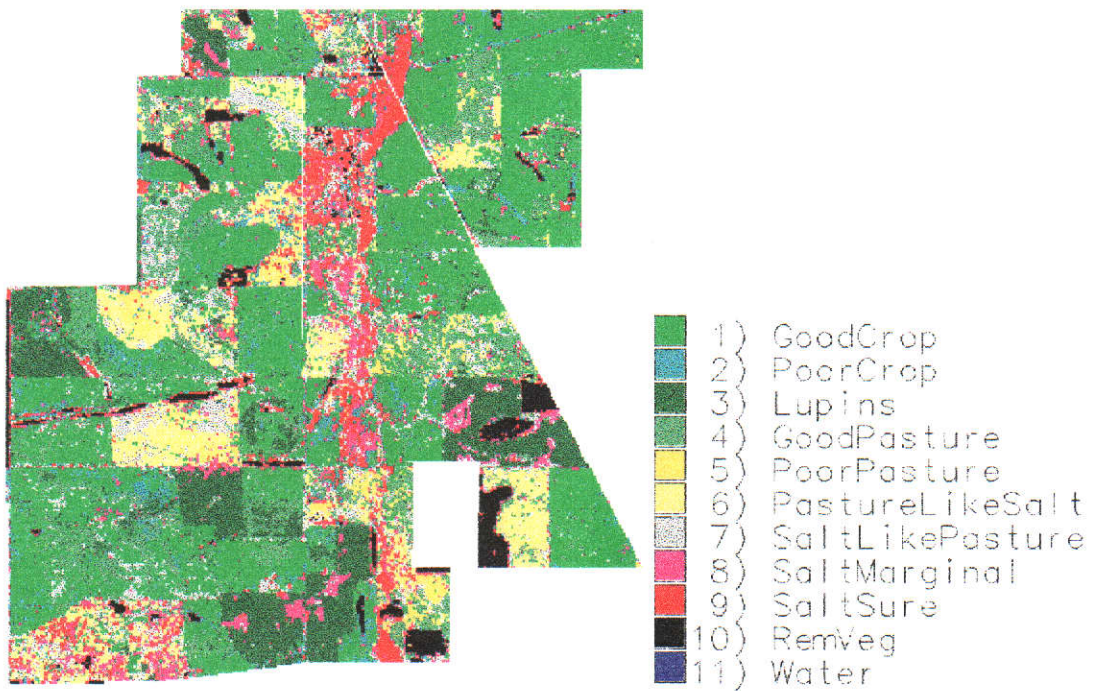 1) GoodCrop
2) PoorCrop
3) Lupins
4) GoodPasture
5) PoorPasture
6) PastureLikeSalt
7) SaltLikePasture
8) SaltMarginal
9) SaltSure
10) RemVeg
11) Water